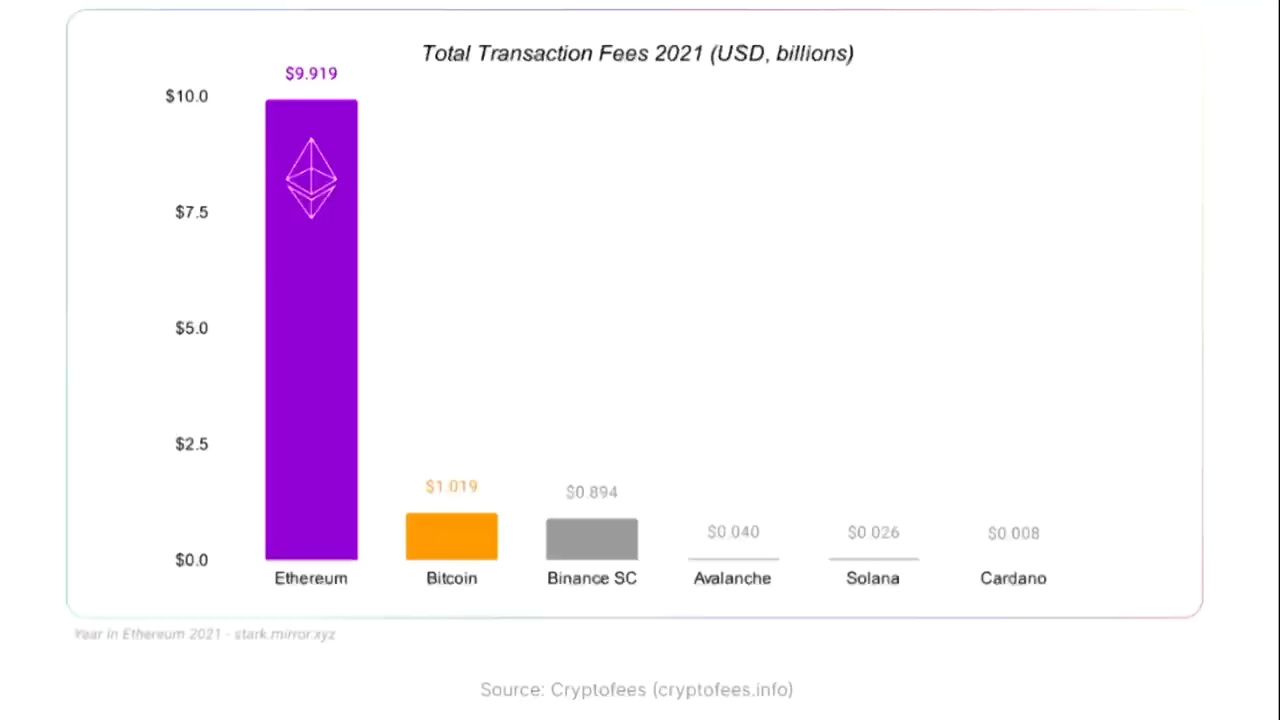 Total Transaction Fees 2021 (USD, billions)
$9.919
$10.0
$7.5
$5.0
$2.5
$0.0
$1.019
$0.894
$0.040
$0.026
$0.008
Ethereum
Bitcoin
Binance SC
Avalanche
Solana
Cardano
Year in Ethereum 2021 - stark.mirror.xyz
Source: Cryptofees (cryptofees.info)